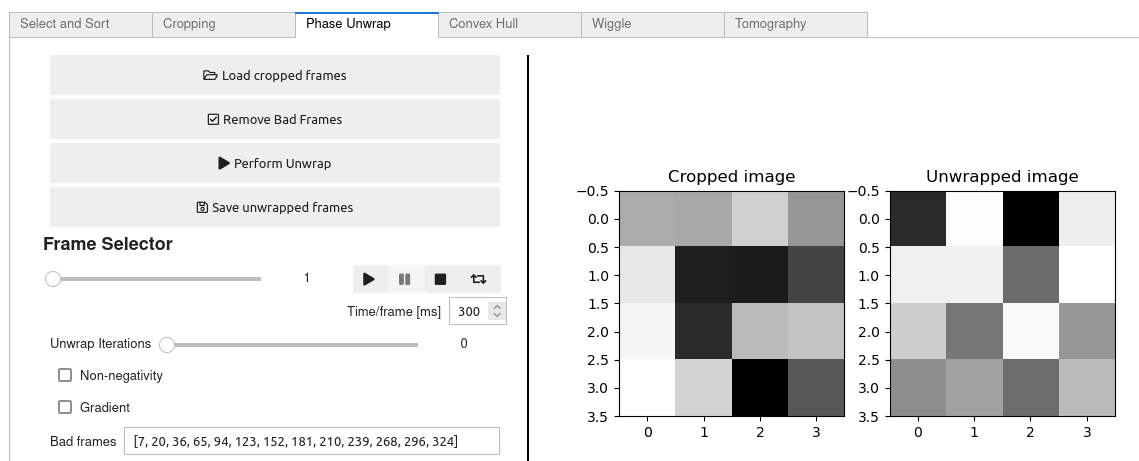 Select and Sort Cropping Phase Unwrap Convex Hull Wiggle Tomography
Load cropped frames
Remove Bad Frames
Perform Unwrap
Save unwrapped frames
Frame Selector
1
Time/frame [ms] 300
Unwrap Iterations 0
Non-negativity
Gradient
Bad frames [7, 20, 36, 65, 94, 123, 152, 181, 210, 239, 268, 296, 324]
Cropped image
−0.5
0.0
0.5
1.0
1.5
2.0
2.5
3.0
3.5
0 1 2 3
Unwrapped image
−0.5
0.0
0.5
1.0
1.5
2.0
2.5
3.0
3.5
0 1 2 3